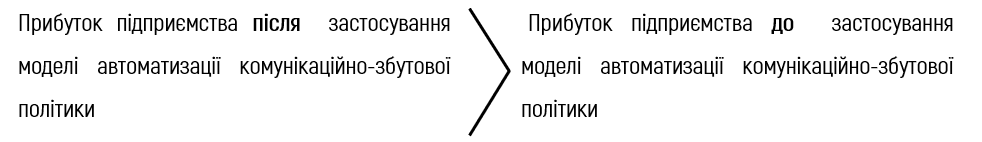 Прибуток підприємства після застосування
моделі автоматизації комунікаційно-збутової
політики
Прибуток підприємства до застосування
моделі автоматизації комунікаційно-збутової
політики